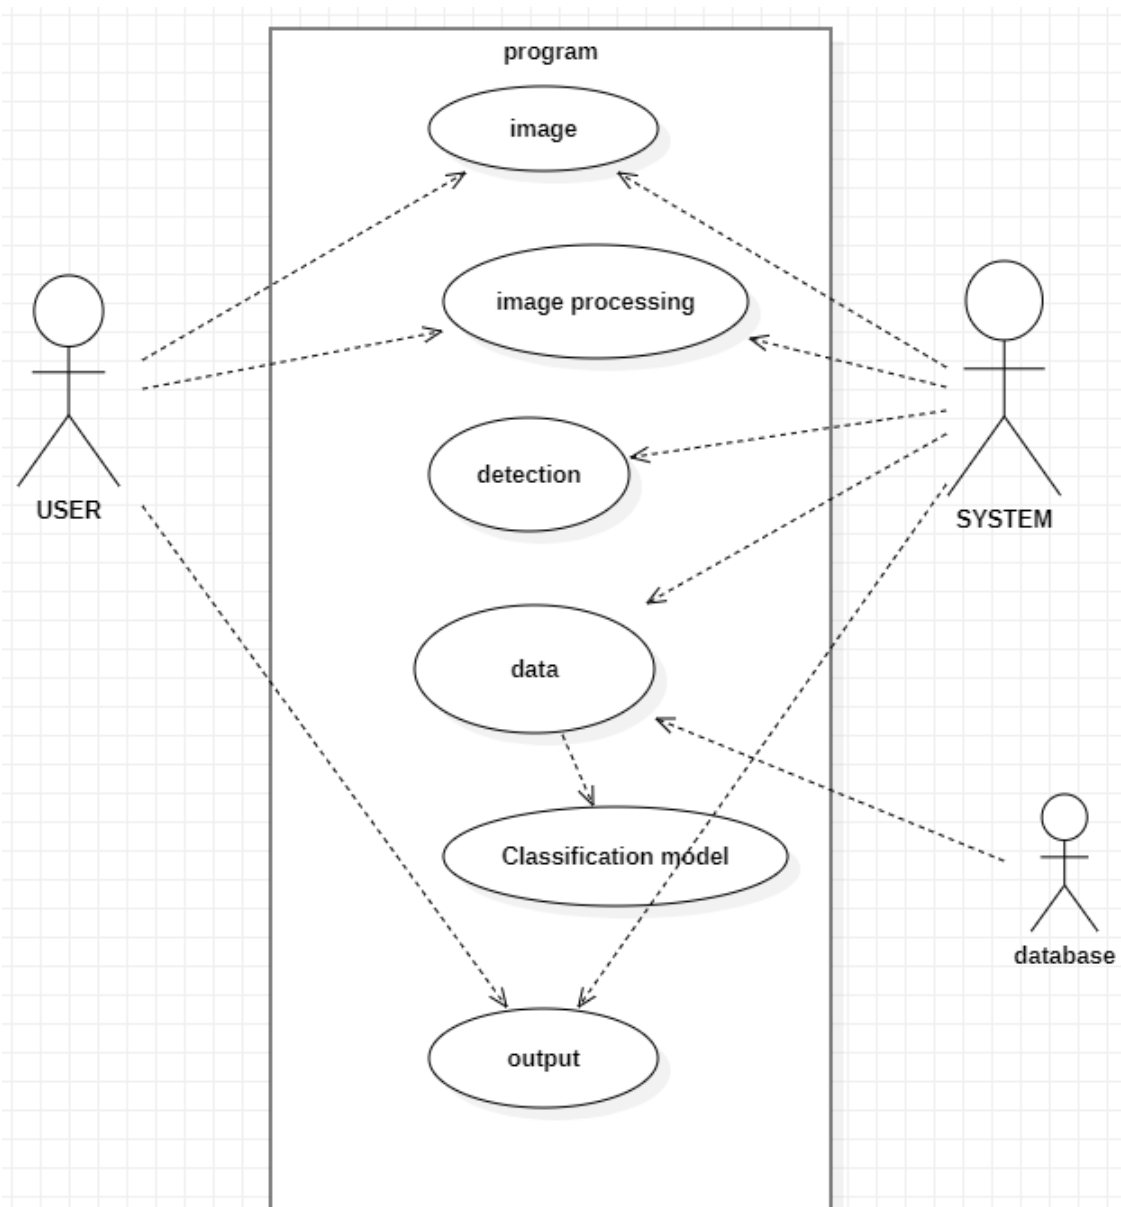 program
image
image processing
detection
USER
SYSTEM
data
Classification model
database
output